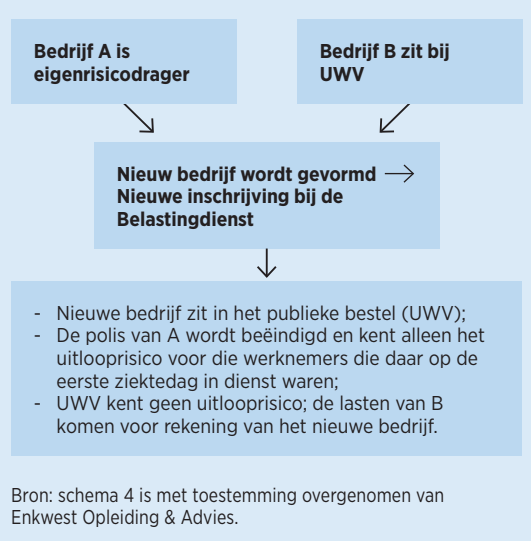 Bedrijf A is
eigenrisicodrager
Bedrijf B zit bij
UWV
Nieuw bedrijf wordt gevormd →
Nieuwe inschrijving bij de
Belastingdienst
- Nieuwe bedrijf zit in het publieke bestel (UWV);
- De polis van A wordt beëindigd en kent alleen het
uitlooprisico voor die werknemers die daar op de
eerste ziektedag in dienst waren;
- UWV kent geen uitlooprisico; de lasten van B
komen voor rekening van het nieuwe bedrijf.
Bron: schema 4 is met toestemming overgenomen van
Enkwest Opleiding & Advies.